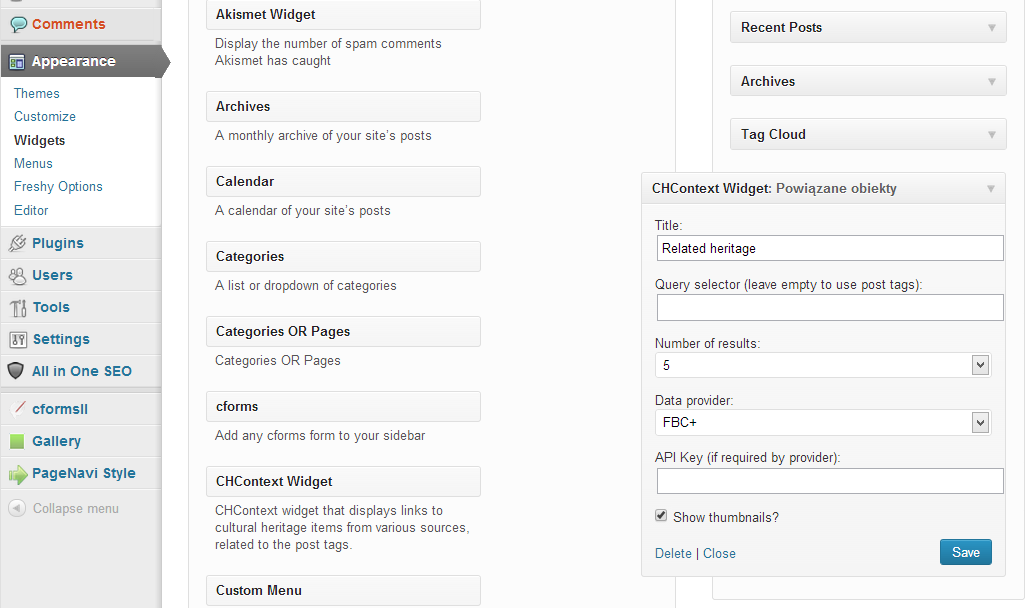 Comments
Appearance
Themes
Customize
Widgets
Menus
Freshy Options
Editor
Plugins
Users
Tools
Settings
All in One SEO
cformsII
Gallery
PageNavi Style
Collapse menu
Akismet Widget
Display the number of spam comments
Akismet has caught
Archives
A monthly archive of your site’s posts
Calendar
A calendar of your site’s posts
Categories
A list or dropdown of categories
Categories OR Pages
Categories OR Pages
cforms
Add any cforms form to your sidebar
CHContext Widget
CHContext widget that displays links to
cultural heritage items from various sources,
related to the post tags.
Custom Menu
Recent Posts
Archives
Tag Cloud
CHContext Widget: Powiązane obiekty
Title:
Related heritage
Query selector (leave empty to use post tags):
Number of results:
5
Data provider:
FBC+
API Key (if required by provider):
Show thumbnails?
Delete | Close
Save